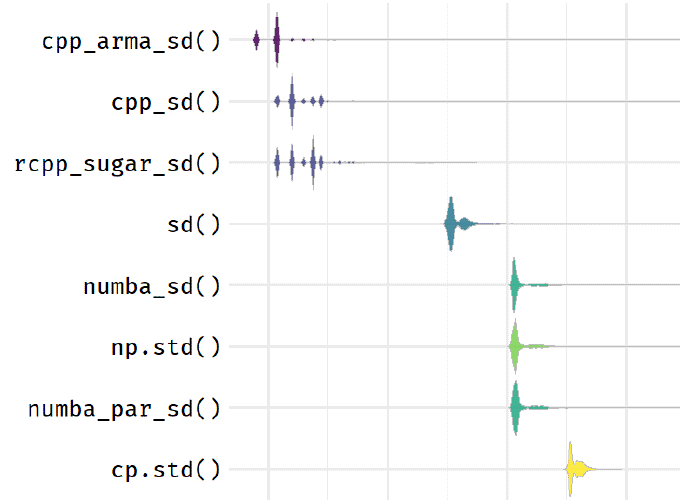 cpp_arma_sd()
cpp_sd()
rcpp_sugar_sd()
sd()
numba_sd()
np.std()
numba_par_sd()
cp.std()